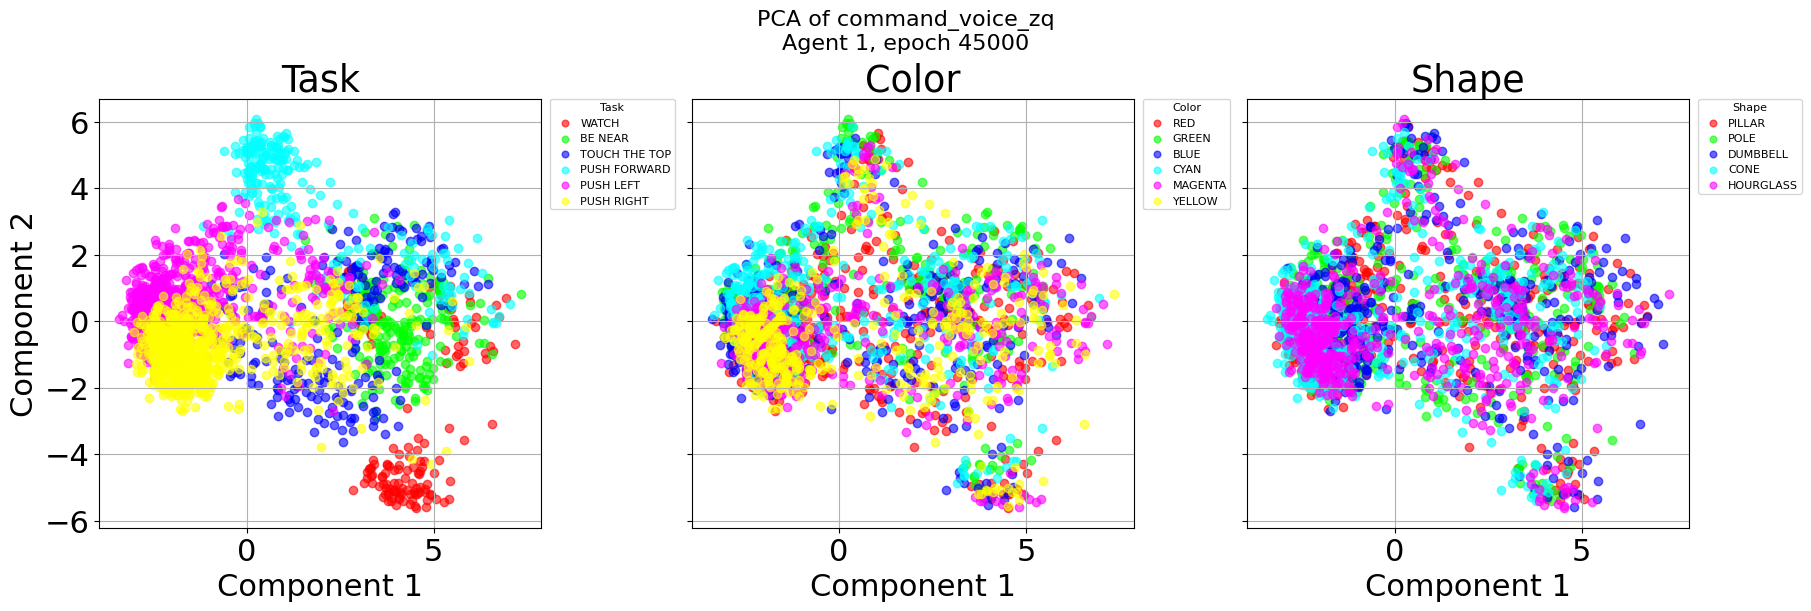 PCA of command_voice_zq
Agent 1, epoch 45000
Task
Component 2
6
4
2
0
−2
−4
−6
0 5
Component 1
Task
WATCH
BE NEAR
TOUCH THE TOP
PUSH FORWARD
PUSH LEFT
PUSH RIGHT
Color
0 5
Component 1
Color
RED
GREEN
BLUE
CYAN
MAGENTA
YELLOW
Shape
0 5
Component 1
Shape
PILLAR
POLE
DUMBBELL
CONE
HOURGLASS